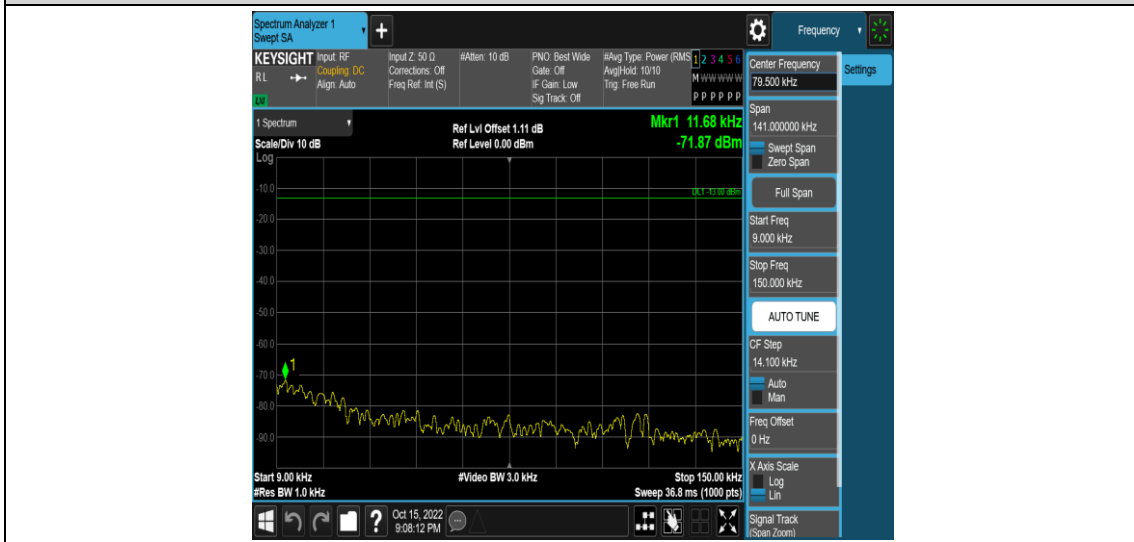 Spectrum Analyzer 1
Swept SA
Frequency
KEYSIGHT
RL
LXI
Input: RF
Coupling: DC
Align: Auto
Input Z: 50 Ω
Corrections: Off
Freq Ref: Int (S)
#Atten: 10 dB
PNO: Best Wide
Gate: Off
IF Gain: Low
Sig Track: Off
#Avg Type: Power (RMS
Avg|Hold: 10/10
Trig: Free Run
1 2 3 4 5 6
M W W W W W
P P P P P P
1 Spectrum
Scale/Div 10 dB
Ref Lvl Offset 1.11 dB
Ref Level 0.00 dBm
Mkr1 11.68 kHz
-71.87 dBm
Log
DL1 -13.00 dBm
-10.0
-20.0
-30.0
-40.0
-50.0
-60.0
-70.0
-80.0
-90.0
1
Start 9.00 kHz
#Res BW 1.0 kHz
#Video BW 3.0 kHz
Stop 150.00 kHz
Sweep 36.8 ms (1000 pts)
Oct 15, 2022
9:08:12 PM
Center Frequency
79.500 kHz
Settings
Span
141.000000 kHz
Swept Span
Zero Span
Full Span
Start Freq
9.000 kHz
Stop Freq
150.000 kHz
AUTO TUNE
CF Step
14.100 kHz
Auto
Man
Freq Offset
0 Hz
X Axis Scale
Log
Lin
Signal Track
(Span Zoom)